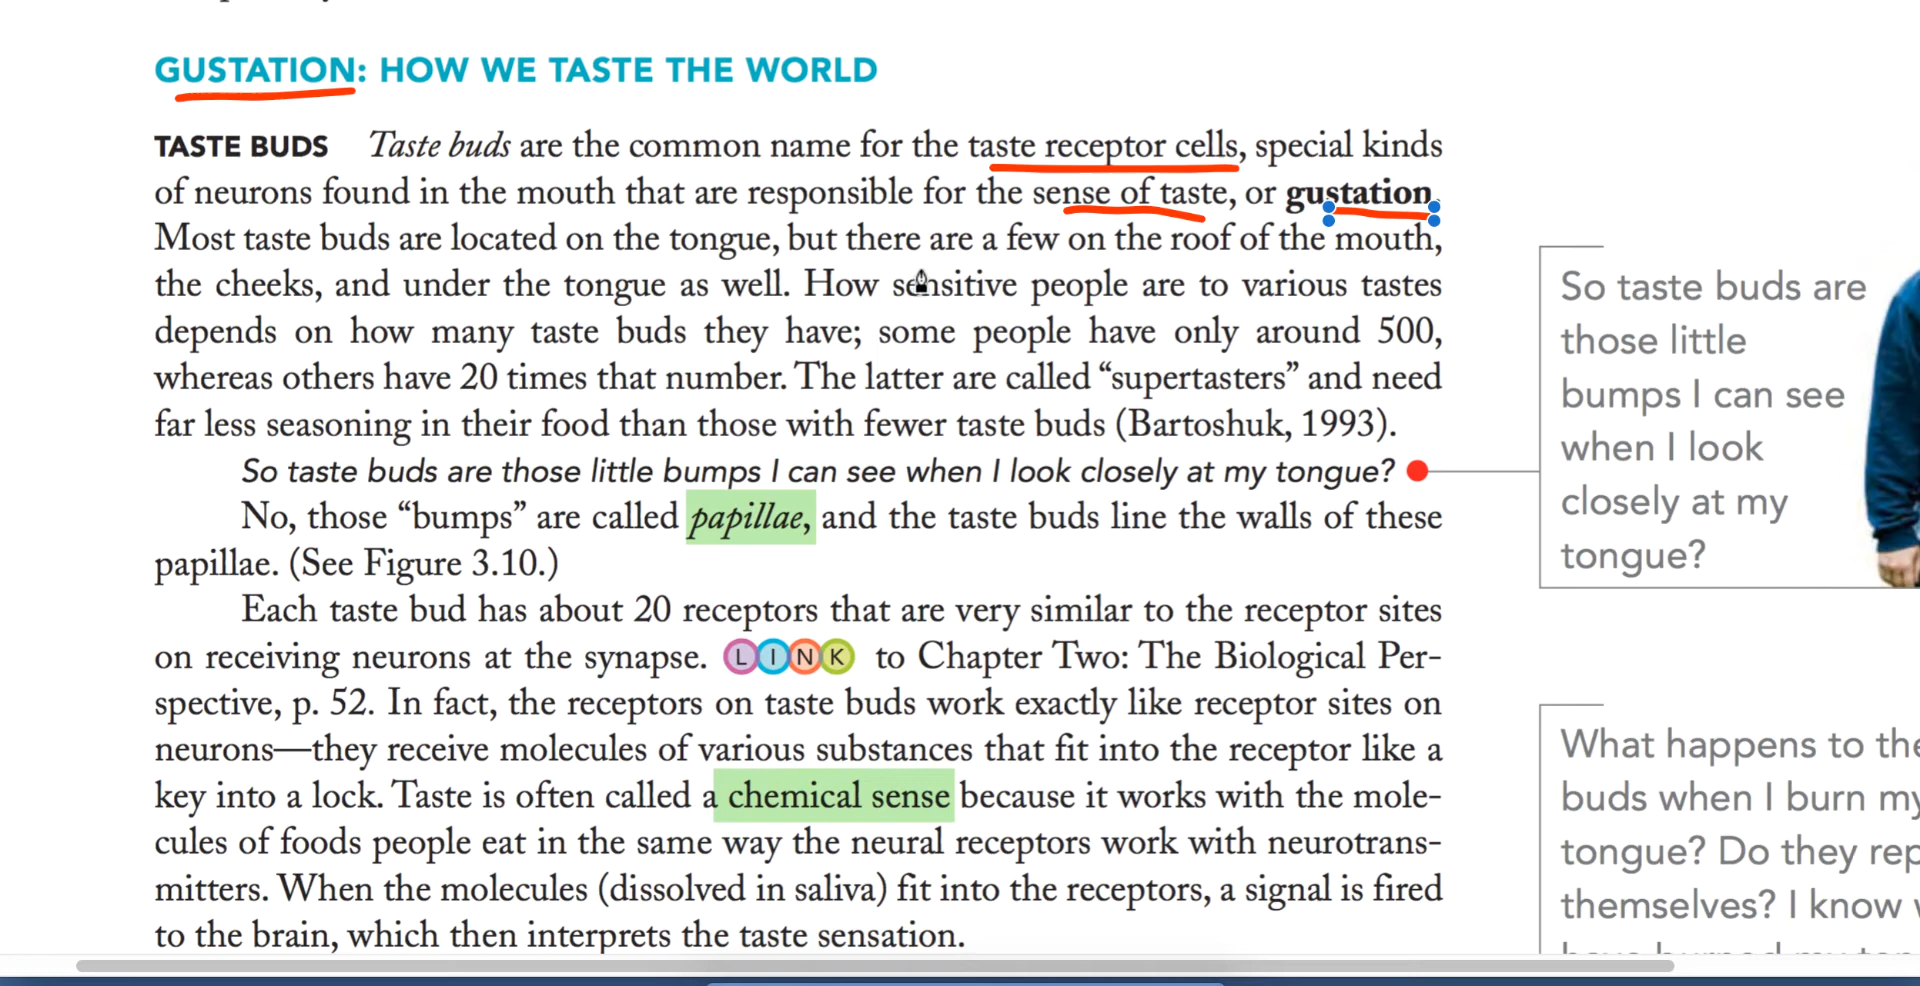 GUSTATION: HOW WE TASTE THE WORLD
TASTE BUDS Taste buds are the common name for the taste receptor cells, special kinds
of neurons found in the mouth that are responsible for the sense of taste, or gustation.
Most taste buds are located on the tongue, but there are a few on the roof of the mouth,
the cheeks, and under the tongue as well. How sensitive people are to various tastes
depends on how many taste buds they have; some people have only around 500,
whereas others have 20 times that number. The latter are called “supertasters” and need
far less seasoning in their food than those with fewer taste buds (Bartoshuk, 1993).
So taste buds are those little bumps I can see when I look closely at my tongue?
No, those “bumps” are called papillae, and the taste buds line the walls of these
papillae. (See Figure 3.10.)
Each taste bud has about 20 receptors that are very similar to the receptor sites
on receiving neurons at the synapse. LINK to Chapter Two: The Biological Per-
spective, p. 52. In fact, the receptors on taste buds work exactly like receptor sites on
neurons—they receive molecules of various substances that fit into the receptor like a
key into a lock. Taste is often called a chemical sense because it works with the mole-
cules of foods people eat in the same way the neural receptors work with neurotrans-
mitters. When the molecules (dissolved in saliva) fit into the receptors, a signal is fired
to the brain, which then interprets the taste sensation.
So taste buds are
those little
bumps I can see
when I look
closely at my
tongue?
What happens to the
buds when I burn my
tongue? Do they rep
themselves? I know